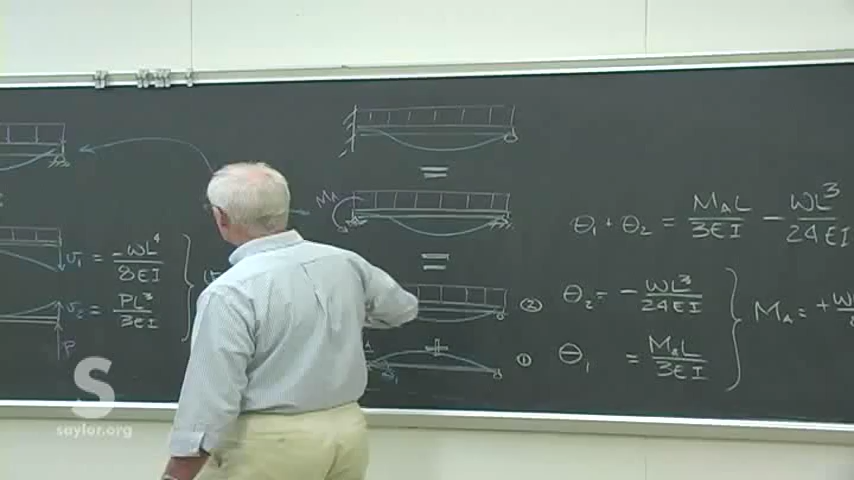 M_A
θ₁ + θ₂ = M_A L / 3EI − WL³ / 24EI
v₁ = −WL⁴ / 8EI
v₂ = PL³ / 3EI
P
② θ₂ = − WL³ / 24EI
① θ₁ = M_A L / 3EI
M_A = +
S
saylor.org